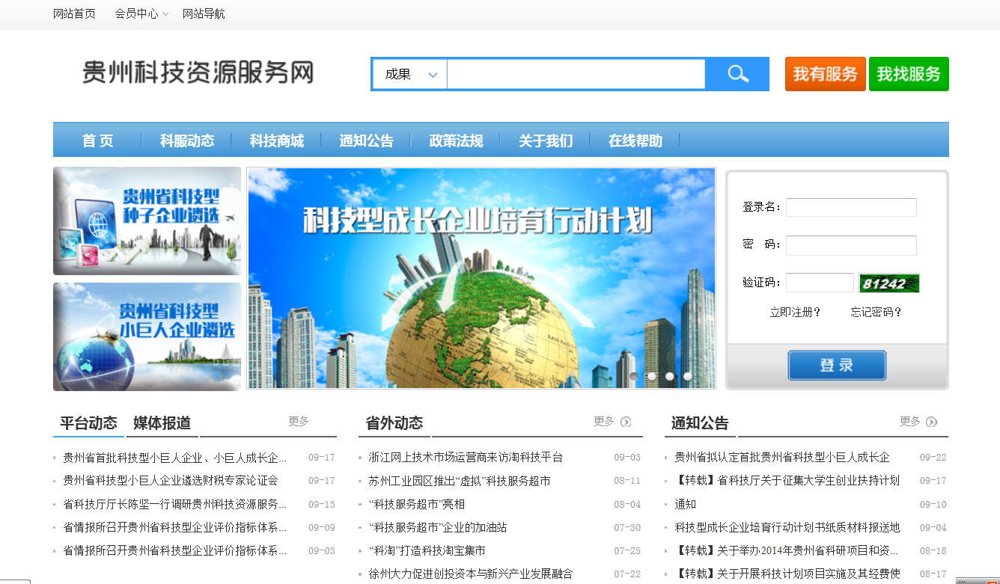 网站首页 会员中心 网站导航
贵州科技资源服务网
成果
我有服务 我找服务
首 页 科服动态 科技商城 通知公告 政策法规 关于我们 在线帮助
贵州省科技型
种子企业遴选
贵州省科技型
小巨人企业遴选
科技型成长企业培育行动计划
登录名：
密 码：
验证码： 81242
立即注册？ 忘记密码？
登 录
平台动态 媒体报道 更多
贵州省首批科技型小巨人企业、小巨人成长企... 09-17
贵州省科技型小巨人企业遴选财税专家论证会 09-17
省科技厅厅长陈坚一行调研贵州科技资源服务... 09-13
省情报所召开贵州省科技型企业评价指标体系... 09-09
省情报所召开贵州省科技型企业评价指标体系... 09-03
省外动态 更多
浙江网上技术市场运营商来访淘科技平台 09-03
苏州工业园区推出“虚拟”科技服务超市 08-11
“科技服务超市”亮相 08-04
“科技服务超市”企业的加油站 07-30
“科淘”打造科技淘宝集市 07-25
徐州大力促进创投资本与新兴产业发展融合 07-22
通知公告 更多
贵州省拟认定首批贵州省科技型小巨人成长企 09-22
【转载】省科技厅关于征集大学生创业扶持计划 09-17
通知 09-10
科技型成长企业培育行动计划书纸质材料报送地 09-04
【转载】关于举办2014年贵州省科研项目和资... 08-18
【转载】关于开展科技计划项目实施及其经费使 08-17